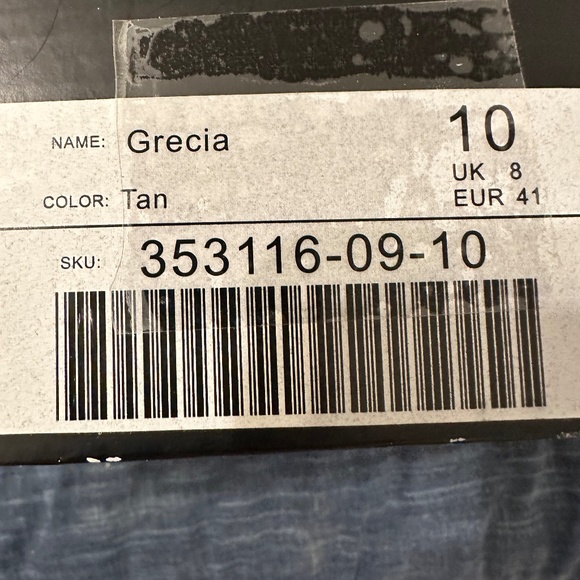 NAME: Grecia 10
UK 8
COLOR: Tan EUR 41
SKU: 353116-09-10